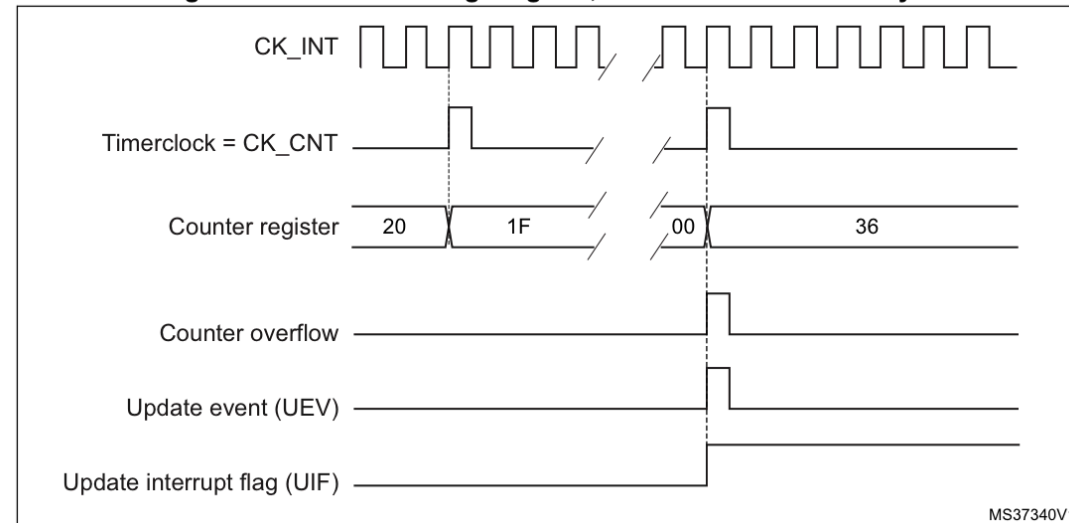 CK_INT
Timerclock = CK_CNT
Counter register 20 1F 00 36
Counter overflow
Update event (UEV)
Update interrupt flag (UIF)
MS37340V